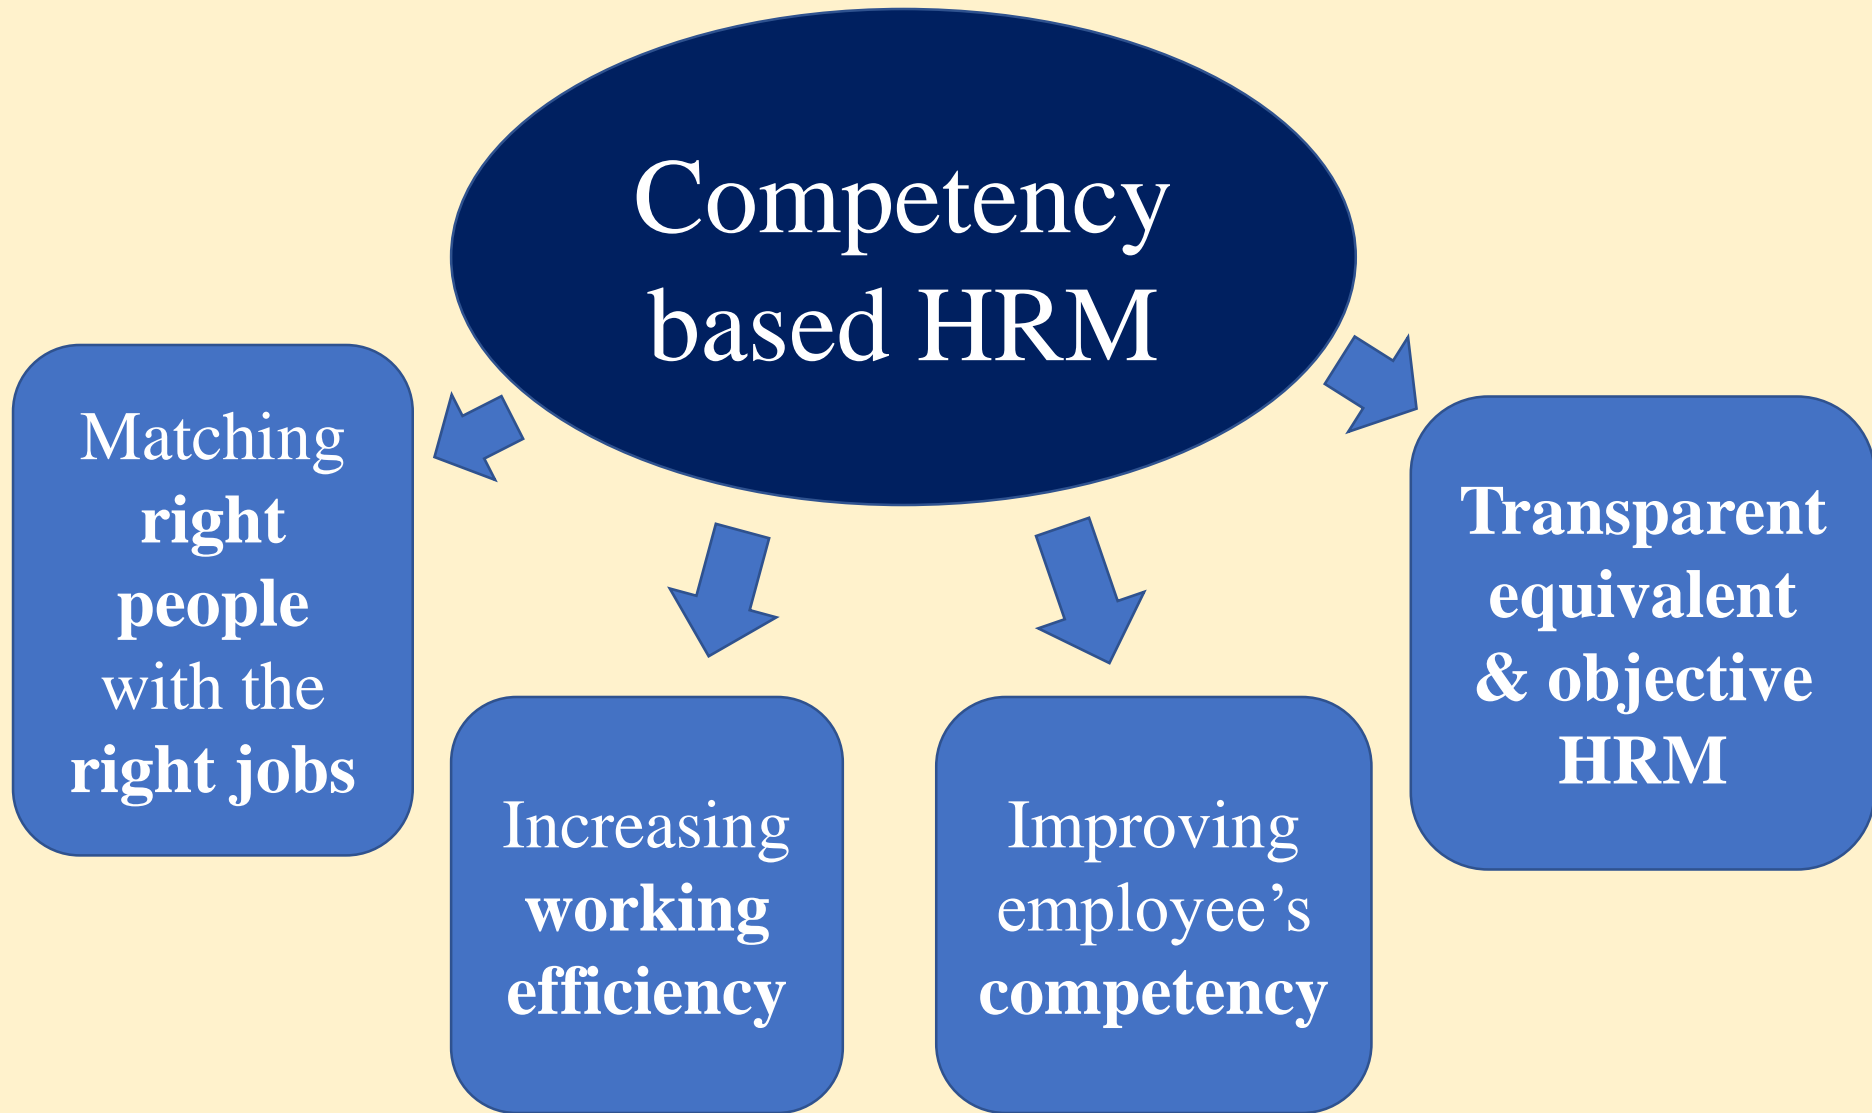 Competency
based HRM
Matching
right
people
with the
right jobs
Increasing
working
efficiency
Improving
employee’s
competency
Transparent
equivalent
& objective
HRM